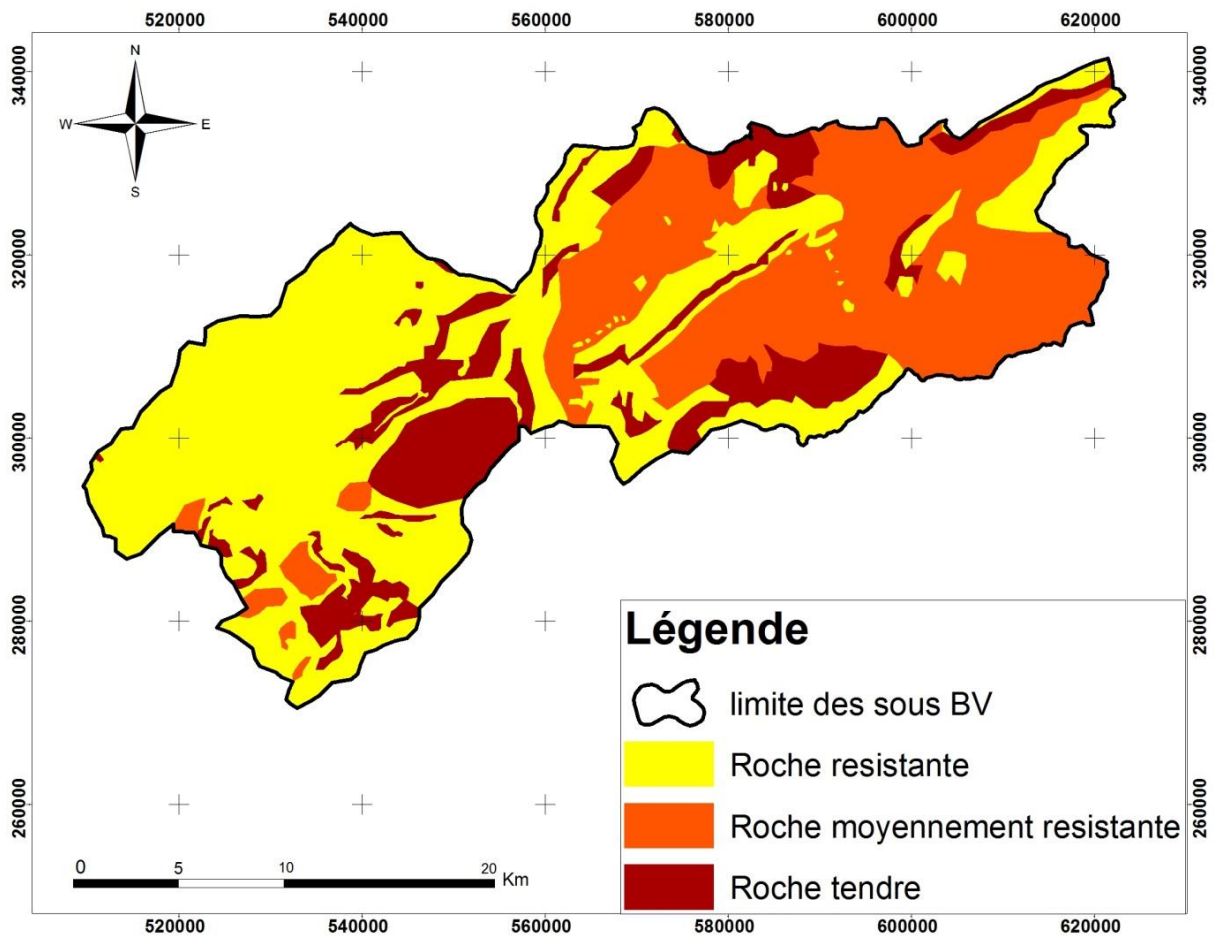 520000 540000 560000 580000 600000 620000
N
W E
S
340000 340000
320000 320000
300000 300000
280000 280000
260000 260000
Légende
limite des sous BV
Roche resistante
Roche moyennement resistante
Roche tendre
0 5 10 20 Km
520000 540000 560000 580000 600000 620000